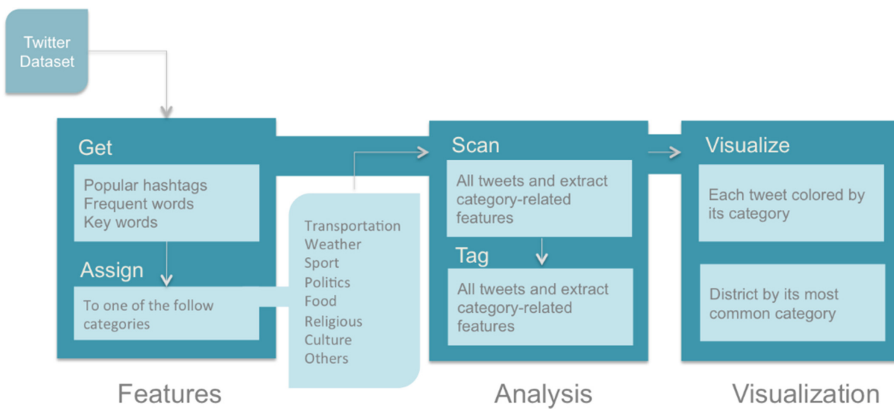 Twitter
Dataset
Get
Popular hashtags
Frequent words
Key words
Assign
To one of the follow
categories
Transportation
Weather
Sport
Politics
Food
Religious
Culture
Others
Features
Scan
All tweets and extract
category-related
features
Tag
All tweets and extract
category-related
features
Analysis
Visualize
Each tweet colored by
its category
District by its most
common category
Visualization